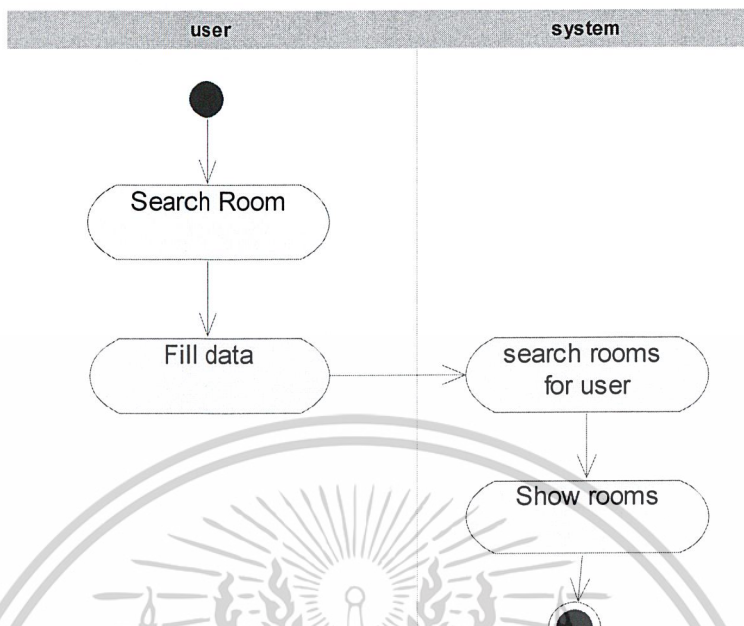 user
system
Search Room
Fill data
search rooms
for user
Show rooms